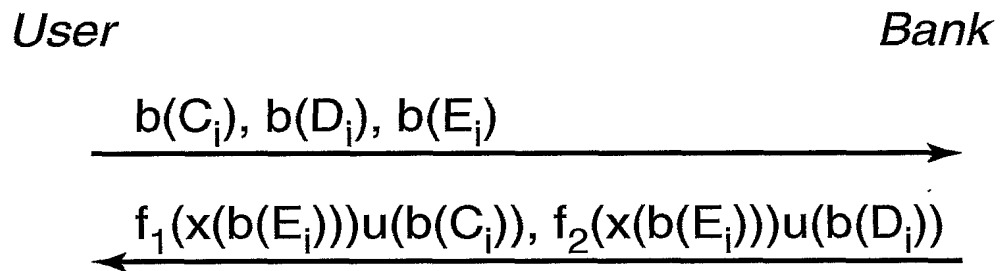 User Bank
b(Cᵢ), b(Dᵢ), b(Eᵢ)
f₁(x(b(Eᵢ)))u(b(Cᵢ)), f₂(x(b(Eᵢ)))u(b(Dᵢ))